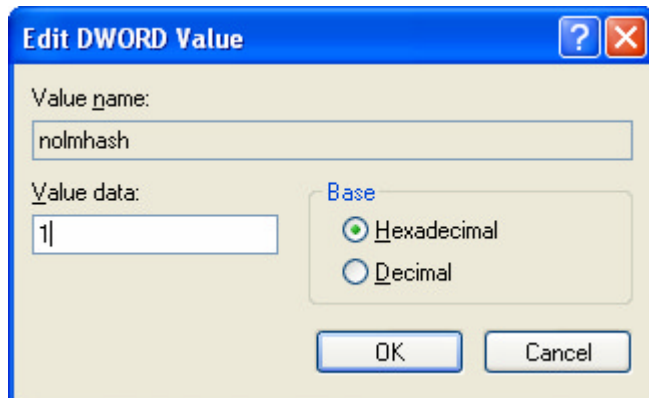 Edit DWORD Value
Value name:
nolmhash
Value data:
1
Base
Hexadecimal
Decimal
OK
Cancel